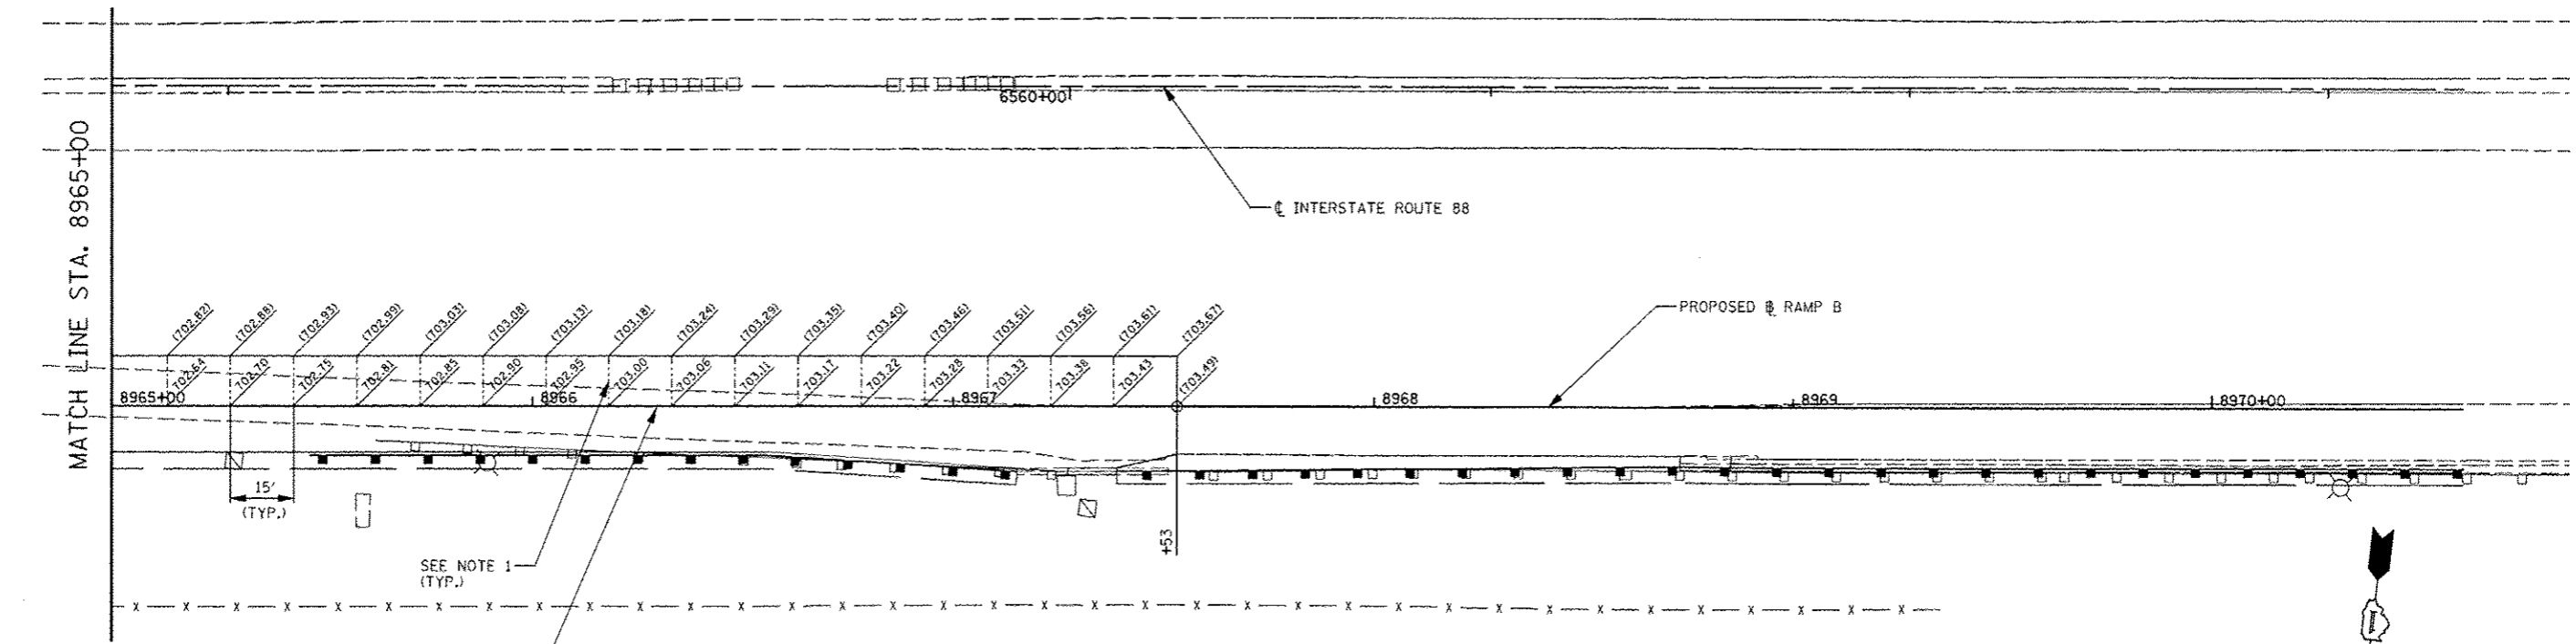 MATCH LINE STA. 8965+00
6560+00
℄ INTERSTATE ROUTE 88
PROPOSED ⅊ RAMP B
(702.82) (702.88) (702.93) (702.99) (703.03) (703.08) (703.13) (703.18) (703.24) (703.29) (703.35) (703.40) (703.46) (703.51) (703.56) (703.61) (703.67)
702.64 702.70 702.75 702.81 702.85 702.90 702.95 703.00 703.06 703.11 703.17 703.22 703.28 703.33 703.38 703.43 (703.49)
8965+00 8966 8967 8968 8969 8970+00
15'
(TYP.)
+53
SEE NOTE 1
(TYP.)
X X X X X X X X X X X X X X X X X X X X X X X X X X X X X X X X X X X X